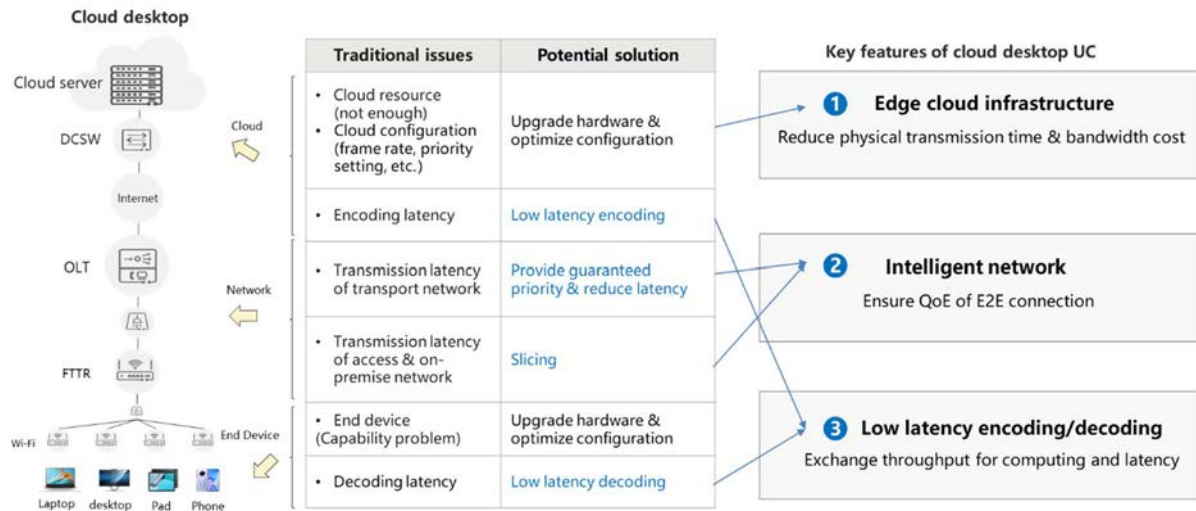 Cloud desktop
Cloud server
DCSW
Internet
OLT
FTTR
Wi-Fi
Laptop
desktop
Pad
Phone
Cloud
Network
End Device
Traditional issues
Potential solution
• Cloud resource
(not enough)
• Cloud configuration
(frame rate, priority
setting, etc.)
Upgrade hardware &
optimize configuration
• Encoding latency
Low latency encoding
• Transmission latency
of transport network
Provide guaranteed
priority & reduce latency
• Transmission latency
of access & on-
premise network
Slicing
• End device
(Capability problem)
Upgrade hardware &
optimize configuration
• Decoding latency
Low latency decoding
Key features of cloud desktop UC
1 Edge cloud infrastructure
Reduce physical transmission time & bandwidth cost
2 Intelligent network
Ensure QoE of E2E connection
3 Low latency encoding/decoding
Exchange throughput for computing and latency